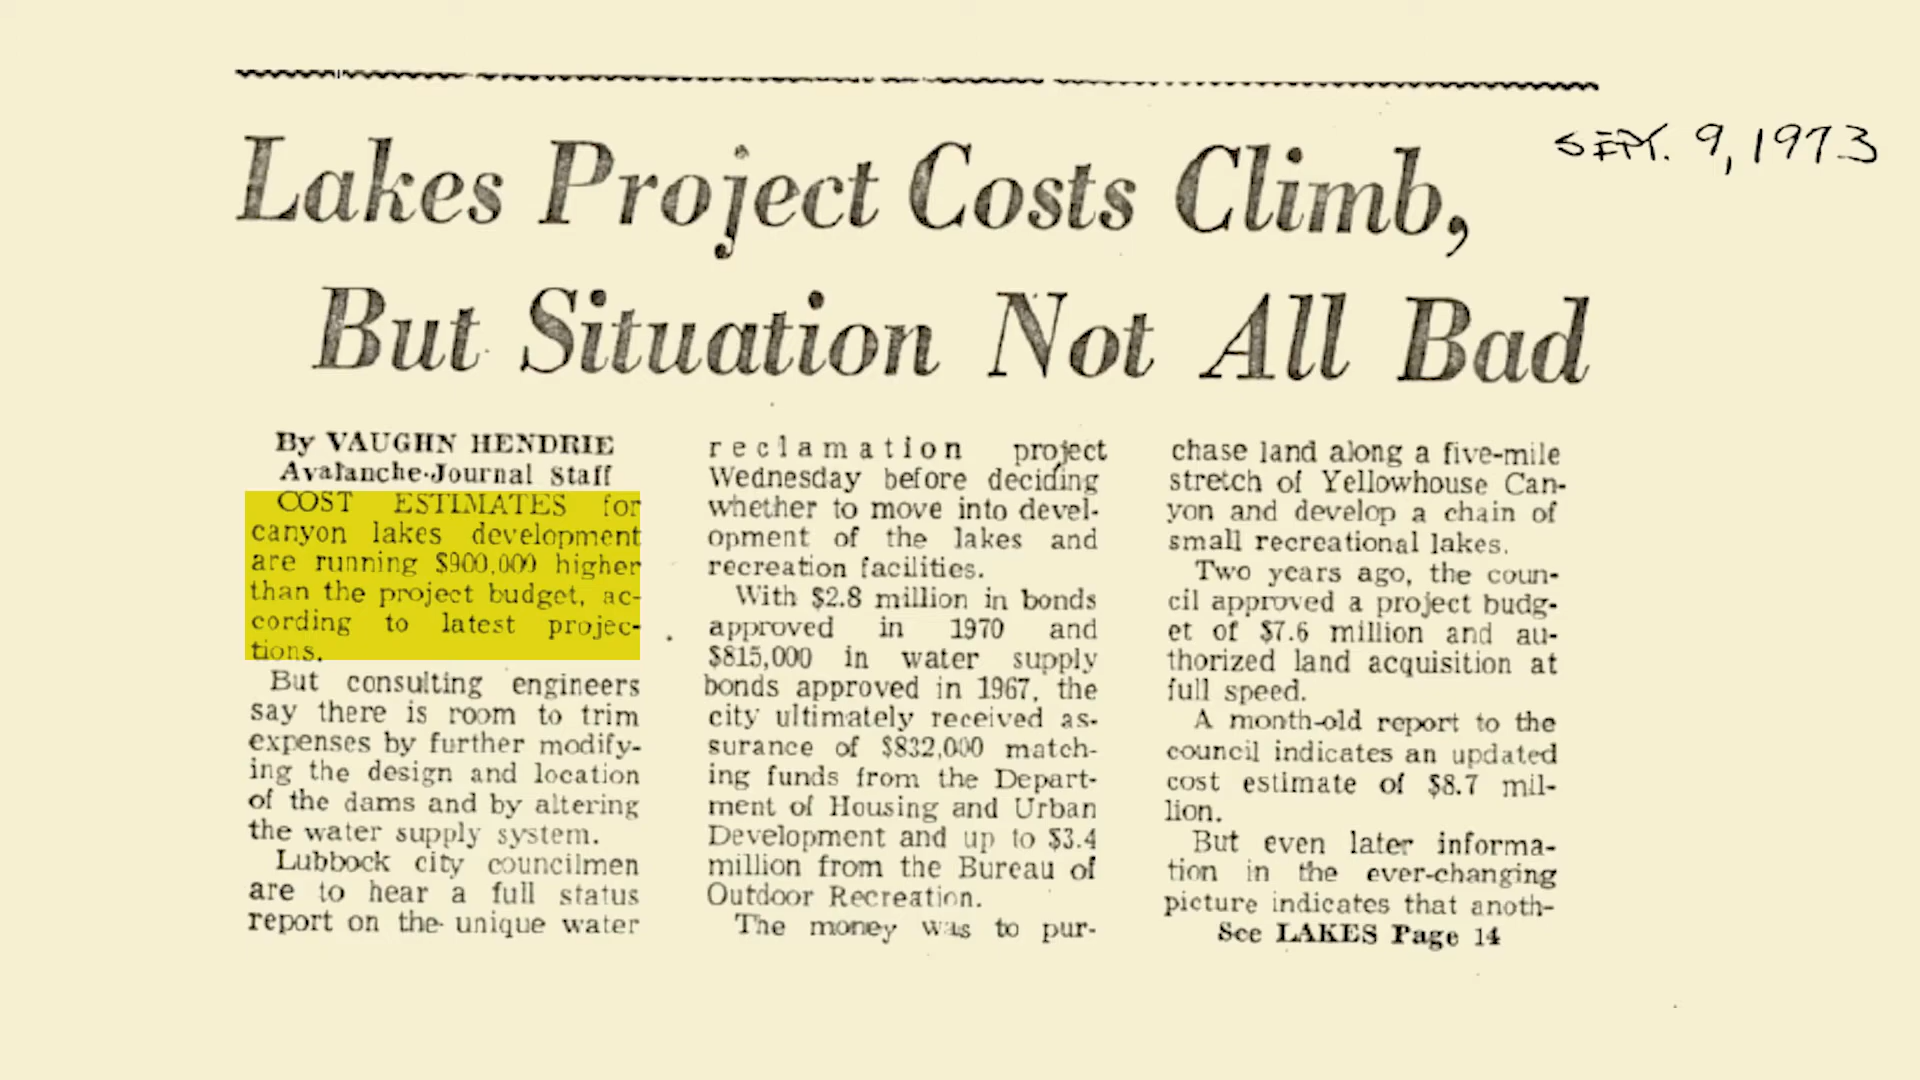 SEPT. 9, 1973
Lakes Project Costs Climb,
But Situation Not All Bad
By VAUGHN HENDRIE
Avalanche-Journal Staff
COST ESTIMATES for
canyon lakes development
are running $900,000 higher
than the project budget, ac-
cording to latest projec-
tions.
But consulting engineers
say there is room to trim
expenses by further modify-
ing the design and location
of the dams and by altering
the water supply system.
Lubbock city councilmen
are to hear a full status
report on the unique water
reclamation project
Wednesday before deciding
whether to move into devel-
opment of the lakes and
recreation facilities.
With $2.8 million in bonds
approved in 1970 and
$815,000 in water supply
bonds approved in 1967, the
city ultimately received as-
surance of $832,000 match-
ing funds from the Depart-
ment of Housing and Urban
Development and up to $3.4
million from the Bureau of
Outdoor Recreation.
The money was to pur-
chase land along a five-mile
stretch of Yellowhouse Can-
yon and develop a chain of
small recreational lakes.
Two years ago, the coun-
cil approved a project budg-
et of $7.6 million and au-
thorized land acquisition at
full speed.
A month-old report to the
council indicates an updated
cost estimate of $8.7 mil-
lion.
But even later informa-
tion in the ever-changing
picture indicates that anoth-
See LAKES Page 14